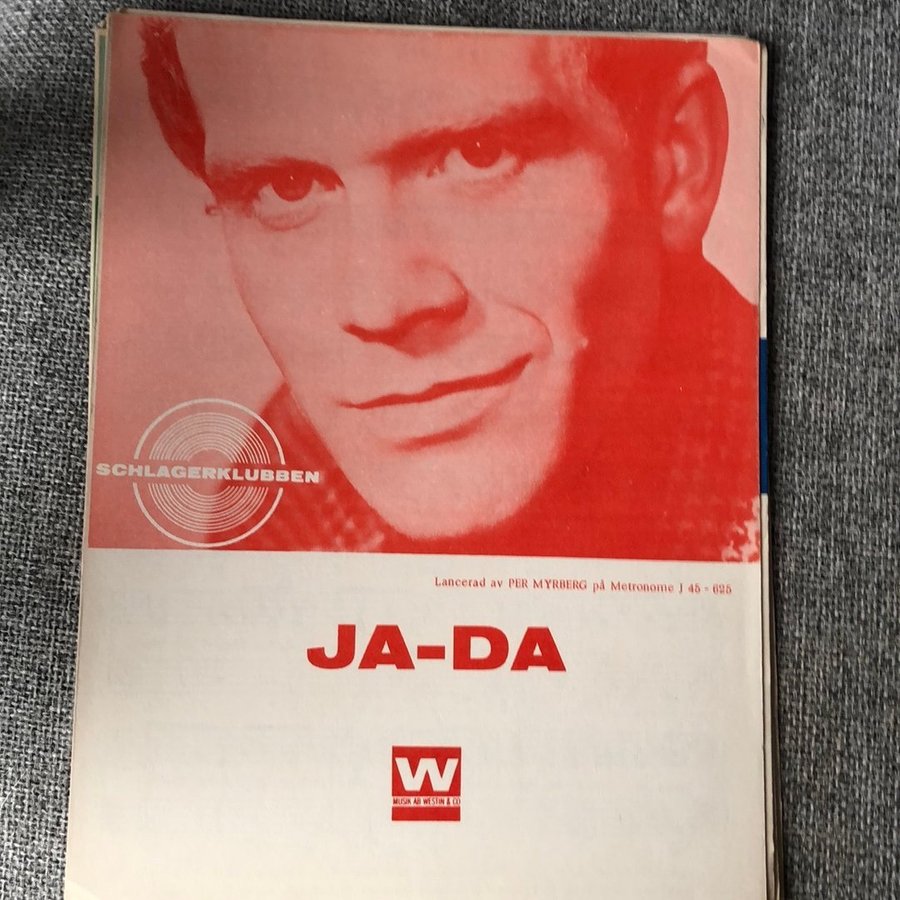 SCHLAGERKLUBBEN
Lancerad av PER MYRBERG på Metronome J 45 - 625
JA-DA
W
MUSIK AB WESTIN & CO